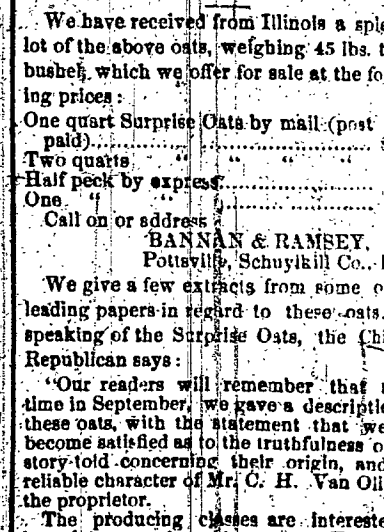 We have received from Illinois a
lot of the above oats, weighing 45 lbs.
bushel, which we offer for sale at the
ing prices:
One quart Surprise Oats by mail (post
paid)
Two quarts " " "
Half peck by express
One "
Call on or address
BANNAN & RAMSEY,
Pottsville, Schuylkill Co.,
We give a few extracts from some
leading papers in regard to these oats.
speaking of the Surprise Oats, the
Republican says:
"Our readers will remember that
time in September, we gave a
these oats, with the statement that we
become satisfied as to the truthfulness
story told concerning their origin, and
reliable character of Mr. C. H. Van
the proprietor.
The producing classes are